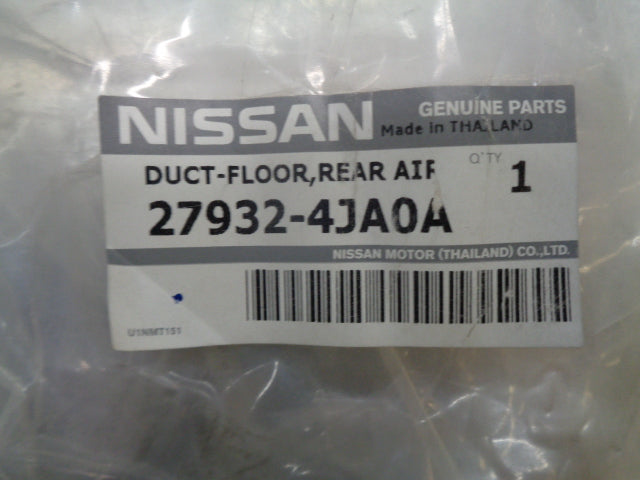 NISSAN
GENUINE PARTS
Made in THAILAND
DUCT-FLOOR,REAR AIR
Q'TY 1
27932-4JA0A
NISSAN MOTOR (THAILAND) CO.,LTD.
U1NMT151